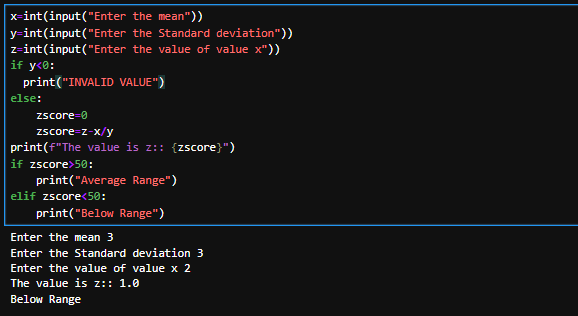 x=int(input("Enter the mean"))
y=int(input("Enter the Standard deviation"))
z=int(input("Enter the value of value x"))
if y<0:
  print("INVALID VALUE")
else:
    zscore=0
    zscore=z-x/y
print(f"The value is z:: {zscore}")
if zscore>50:
    print("Average Range")
elif zscore<50:
    print("Below Range")
Enter the mean 3
Enter the Standard deviation 3
Enter the value of value x 2
The value is z:: 1.0
Below Range